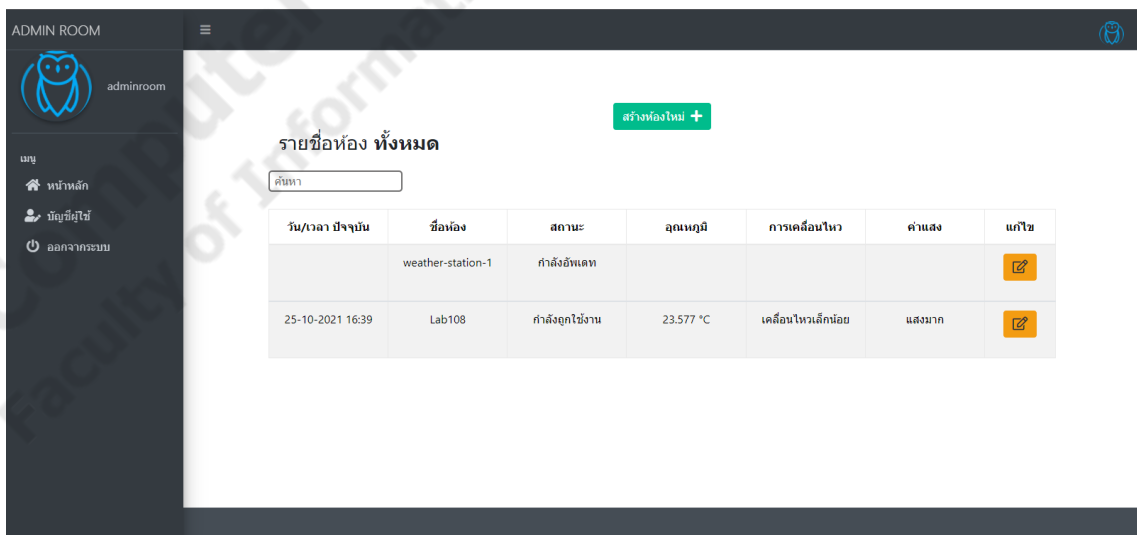 ADMIN ROOM
adminroom
เมนู
หน้าหลัก
บัญชีผู้ใช้
ออกจากระบบ
สร้างห้องใหม่
รายชื่อห้อง ทั้งหมด
ค้นหา
วัน/เวลา ปัจจุบัน ชื่อห้อง สถานะ อุณหภูมิ การเคลื่อนไหว ค่าแสง แก้ไข
weather-station-1 กำลังอัพเดท
25-10-2021 16:39 Lab108 กำลังถูกใช้งาน 23.577 °C เคลื่อนไหวเล็กน้อย แสงมาก
Computer
Faculty of Informat